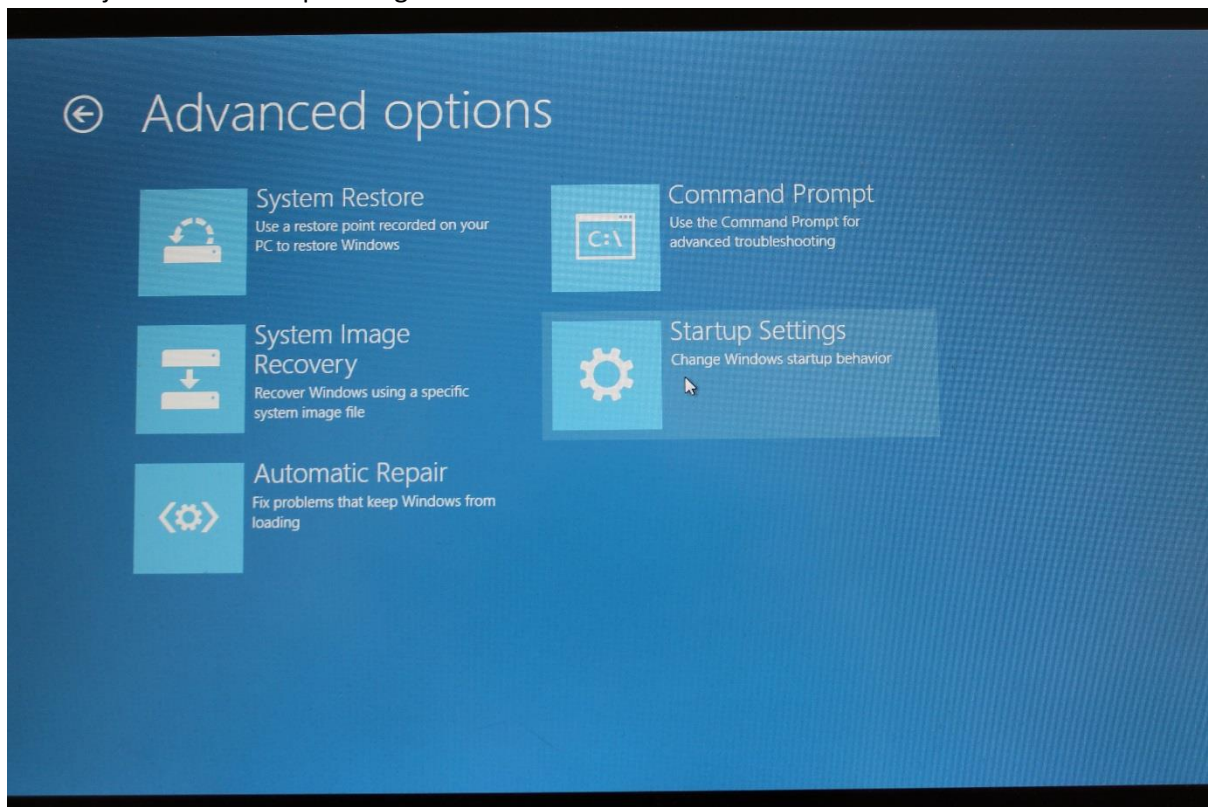 Advanced options
System Restore
Use a restore point recorded on your
PC to restore Windows
System Image
Recovery
Recover Windows using a specific
system image file
Automatic Repair
Fix problems that keep Windows from
loading
Command Prompt
Use the Command Prompt for
advanced troubleshooting
C:\
Startup Settings
Change Windows startup behavior